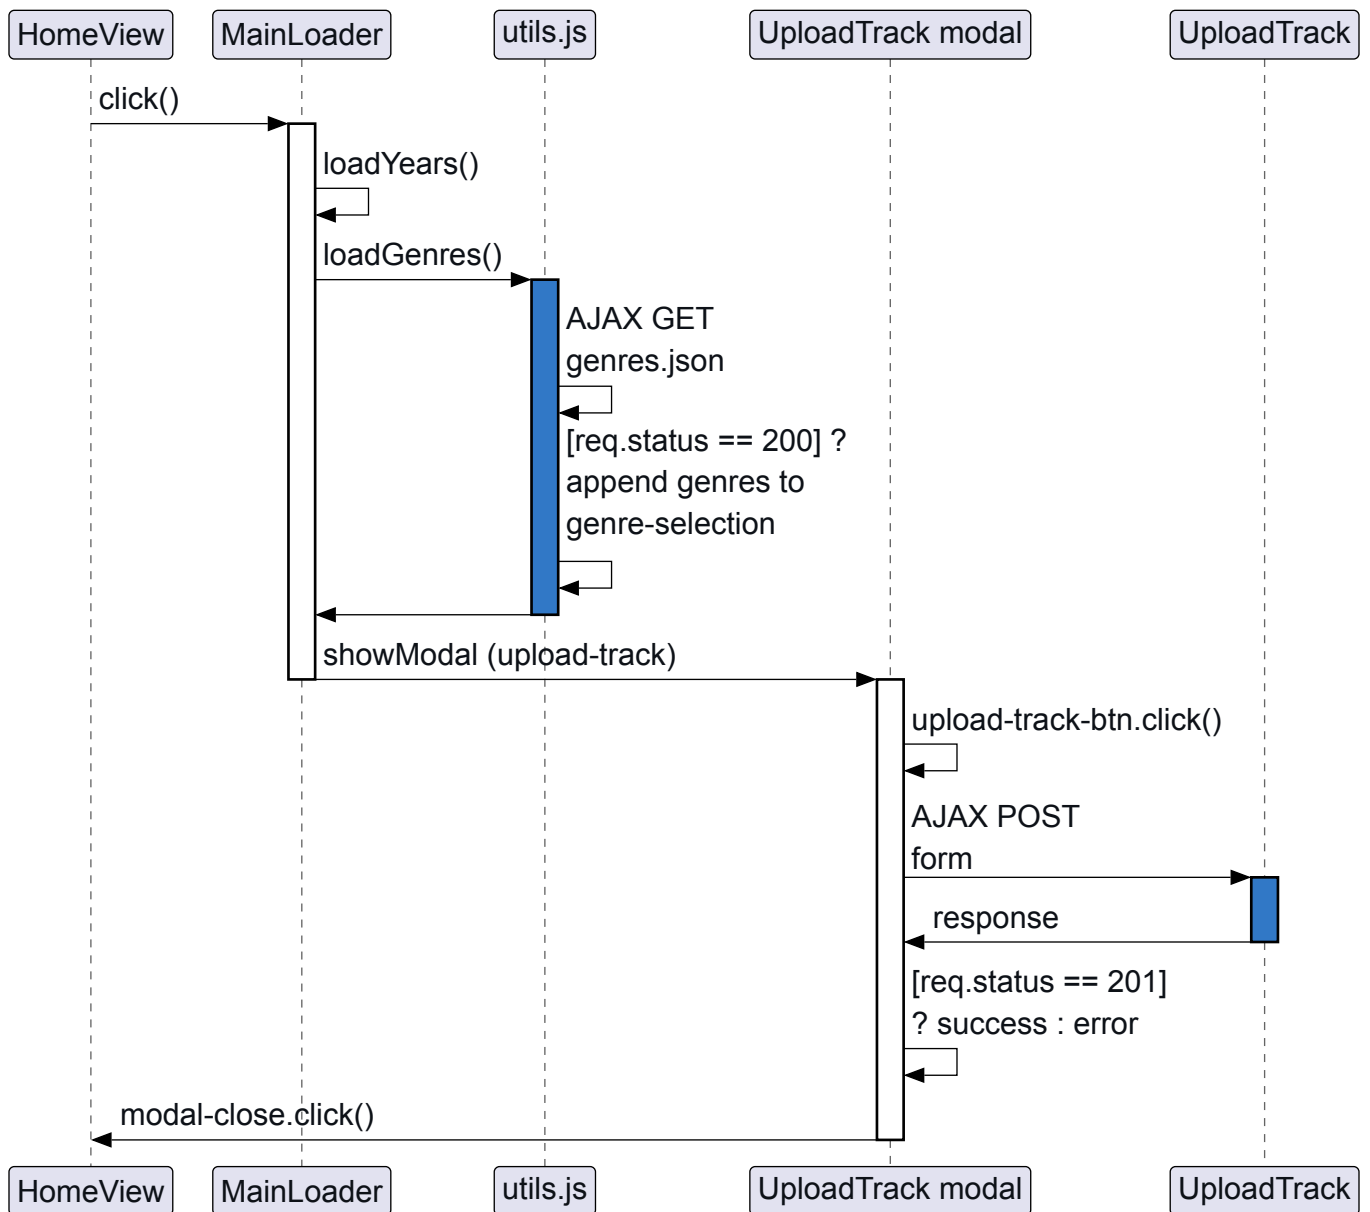 HomeView
MainLoader
utils.js
UploadTrack modal
UploadTrack
click()
loadYears()
loadGenres()
AJAX GET
genres.json
[req.status == 200] ?
append genres to
genre-selection
showModal (upload-track)
upload-track-btn.click()
AJAX POST
form
response
[req.status == 201]
? success : error
modal-close.click()
HomeView
MainLoader
utils.js
UploadTrack modal
UploadTrack